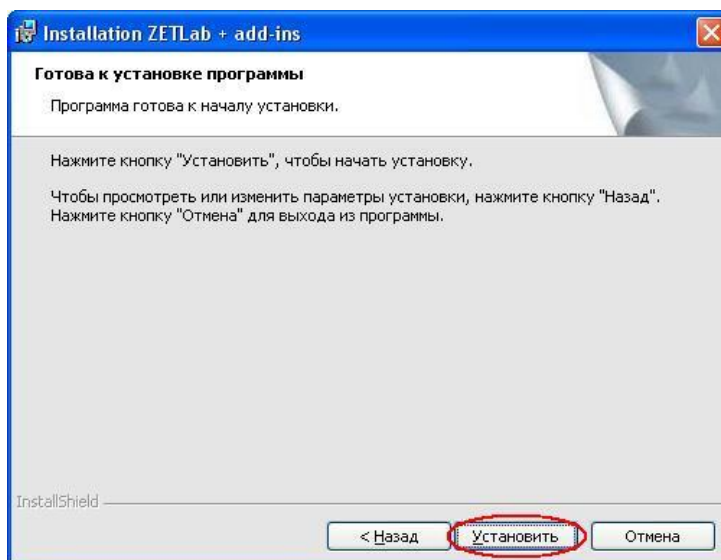 Installation ZETLab + add-ins
Готова к установке программы
Программа готова к началу установки.
Нажмите кнопку "Установить", чтобы начать установку.
Чтобы просмотреть или изменить параметры установки, нажмите кнопку "Назад".
Нажмите кнопку "Отмена" для выхода из программы.
InstallShield
< Назад Установить Отмена